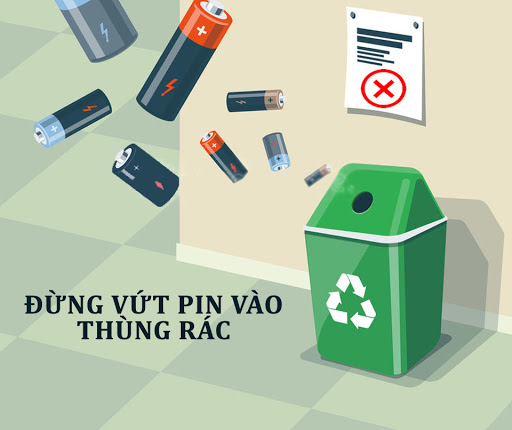 ĐỪNG VỨT PIN VÀO
THÙNG RÁC